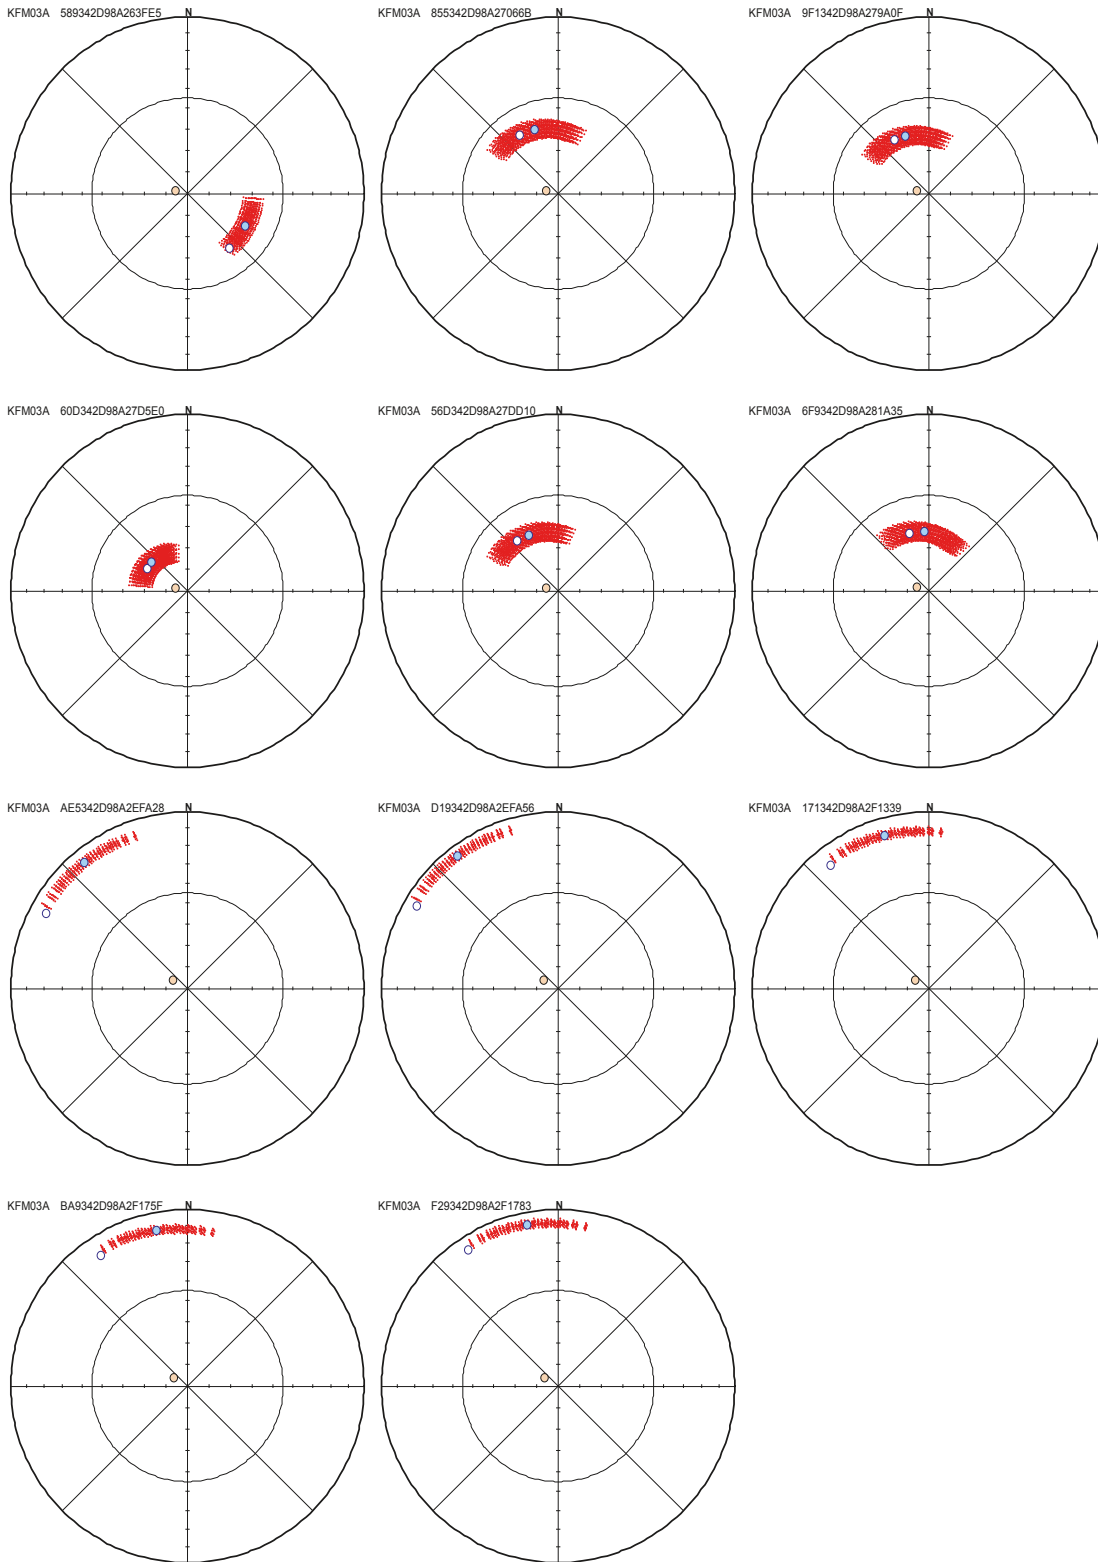 KFM03A 589342D98A263FE5 N
KFM03A 855342D98A27066B N
KFM03A 9F1342D98A279A0F N
KFM03A 60D342D98A27D5E0 N
KFM03A 56D342D98A27DD10 N
KFM03A 6F9342D98A281A35 N
KFM03A AE5342D98A2EFA28 N
KFM03A D19342D98A2EFA56 N
KFM03A 171342D98A2F1339 N
KFM03A BA9342D98A2F175F N
KFM03A F29342D98A2F1783 N